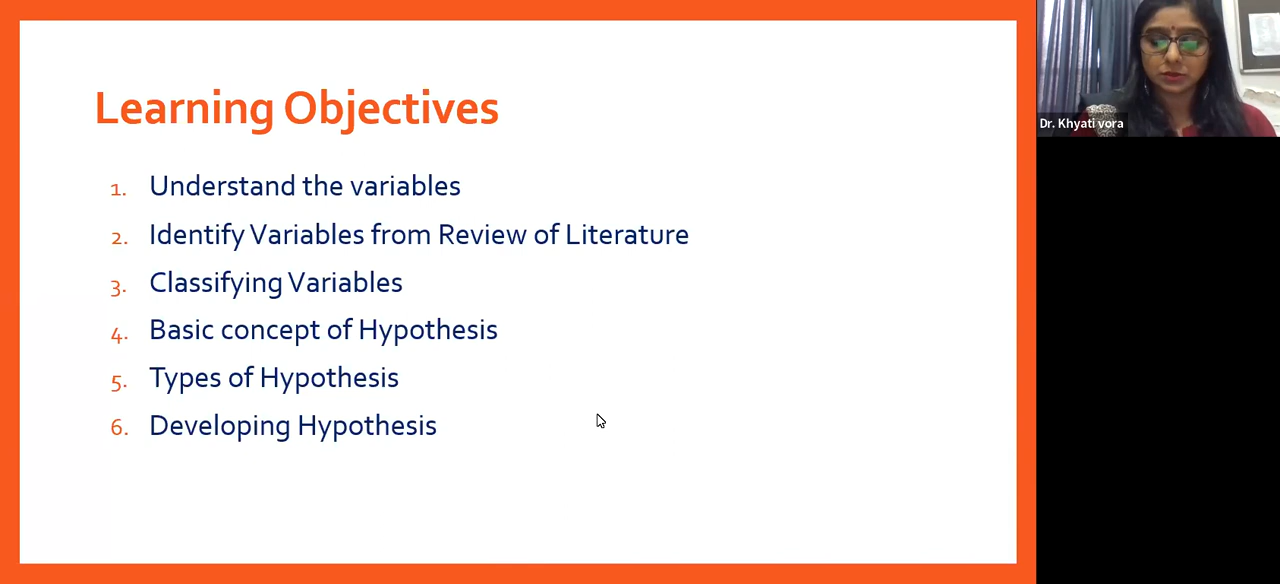 Learning Objectives
1. Understand the variables
2. Identify Variables from Review of Literature
3. Classifying Variables
4. Basic concept of Hypothesis
5. Types of Hypothesis
6. Developing Hypothesis
Dr. Khyati vora